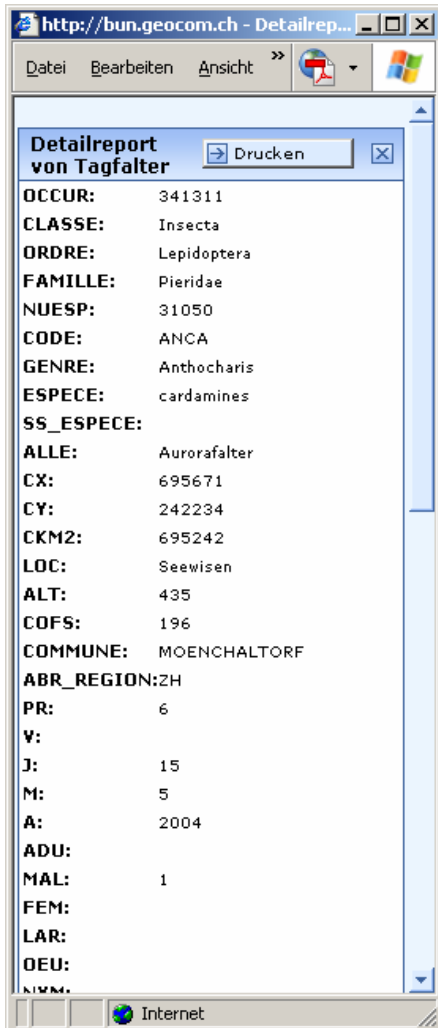 http://bun.geocom.ch - Detailrep...
Datei Bearbeiten Ansicht »
Detailreport von Tagfalter
Drucken
OCCUR: 341311
CLASSE: Insecta
ORDRE: Lepidoptera
FAMILLE: Pieridae
NUESP: 31050
CODE: ANCA
GENRE: Anthocharis
ESPECE: cardamines
SS_ESPECE:
ALLE: Aurorafalter
CX: 695671
CY: 242234
CKM2: 695242
LOC: Seewisen
ALT: 435
COFS: 196
COMMUNE: MOENCHALTORF
ABR_REGION:ZH
PR: 6
V:
J: 15
M: 5
A: 2004
ADU:
MAL: 1
FEM:
LAR:
OEU:
Internet